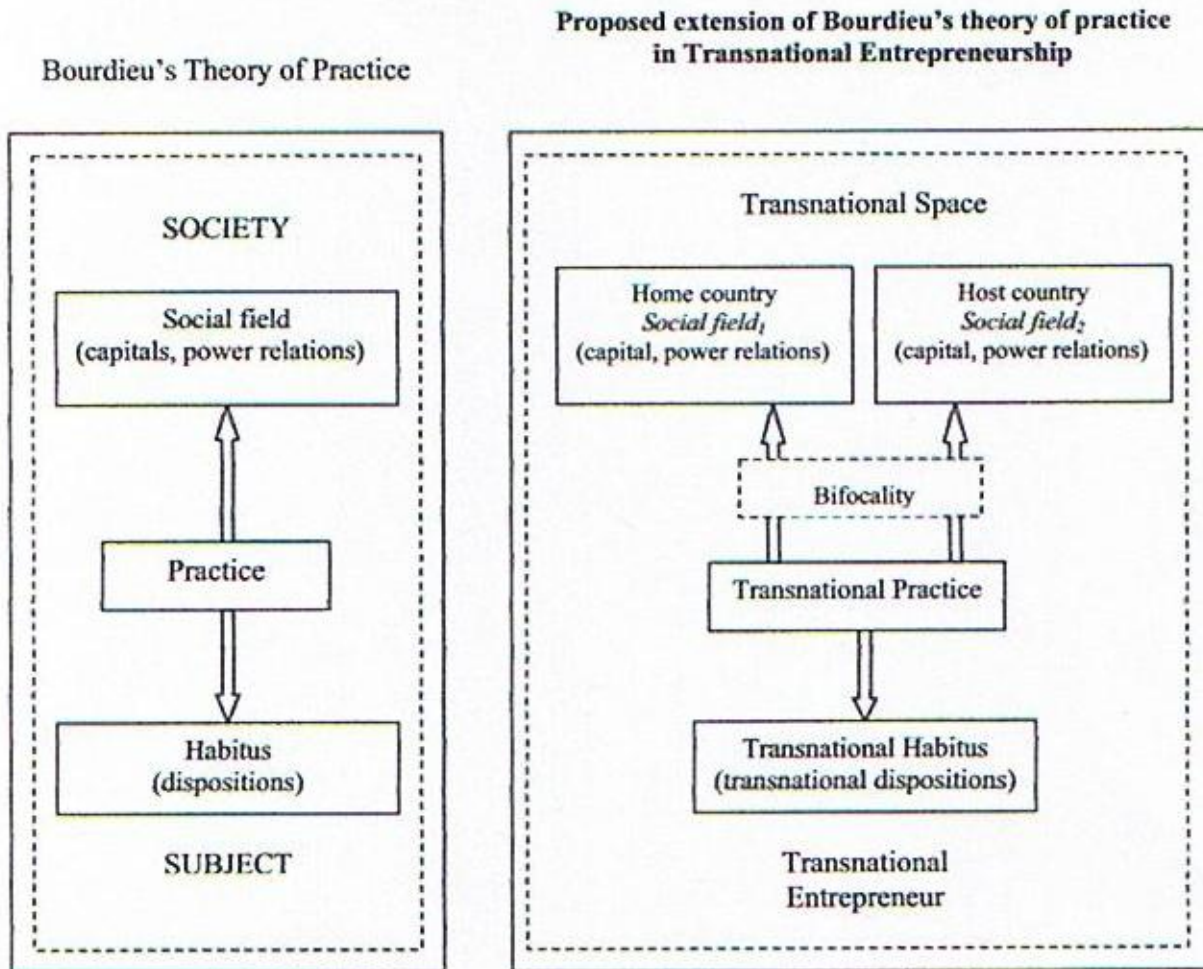 Bourdieu's Theory of Practice
SOCIETY
Social field
(capitals, power relations)
Practice
Habitus
(dispositions)
SUBJECT
Proposed extension of Bourdieu's theory of practice
in Transnational Entrepreneurship
Transnational Space
Home country
Social field₁
(capital, power relations)
Host country
Social field₂
(capital, power relations)
Bifocality
Transnational Practice
Transnational Habitus
(transnational dispositions)
Transnational
Entrepreneur